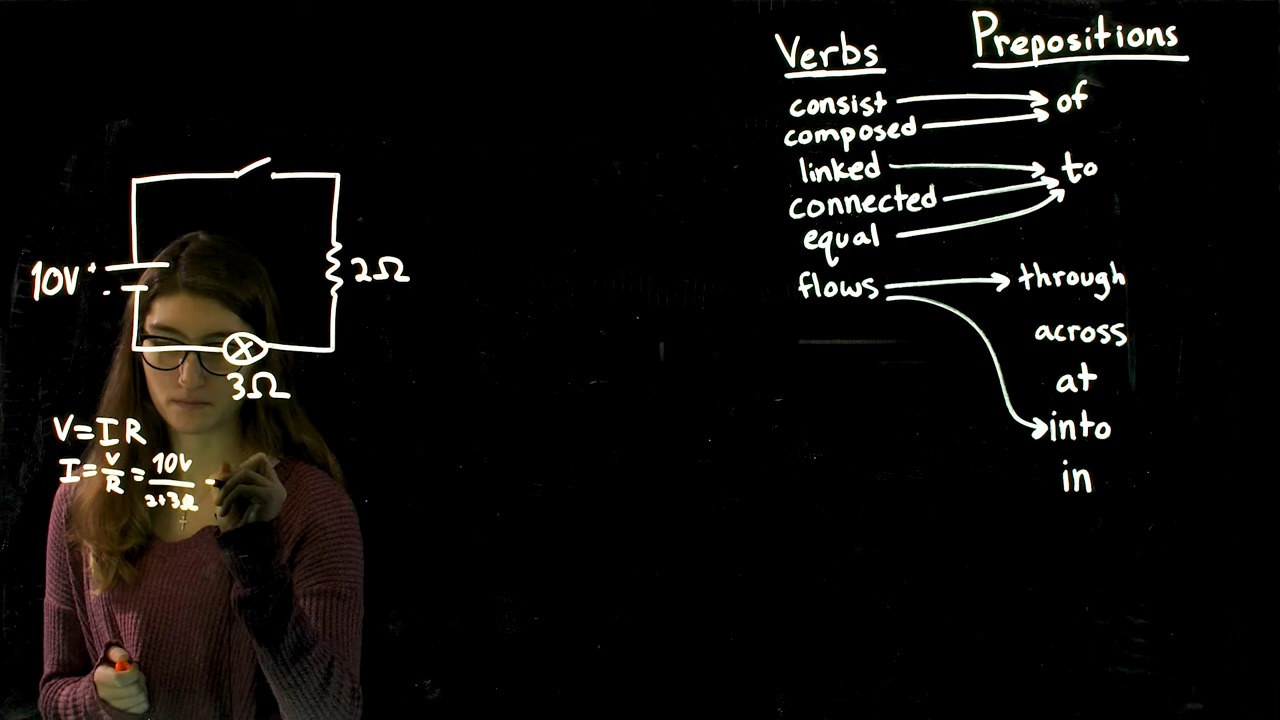 10V + -
2Ω
3Ω
V=IR
I=V/R=10V/2+3Ω -
Verbs
consist
composed
linked
connected
equal
flows
Prepositions
of
to
through
across
at
into
in